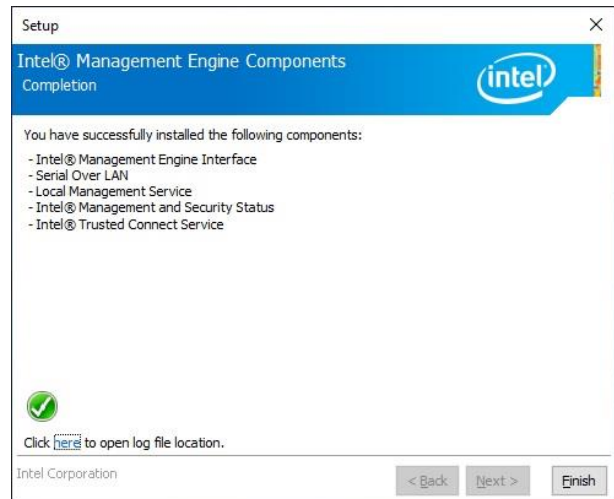 Setup
Intel® Management Engine Components
Completion
intel
You have successfully installed the following components:
- Intel® Management Engine Interface
- Serial Over LAN
- Local Management Service
- Intel® Management and Security Status
- Intel® Trusted Connect Service
Click here to open log file location.
Intel Corporation
< Back Next > Finish